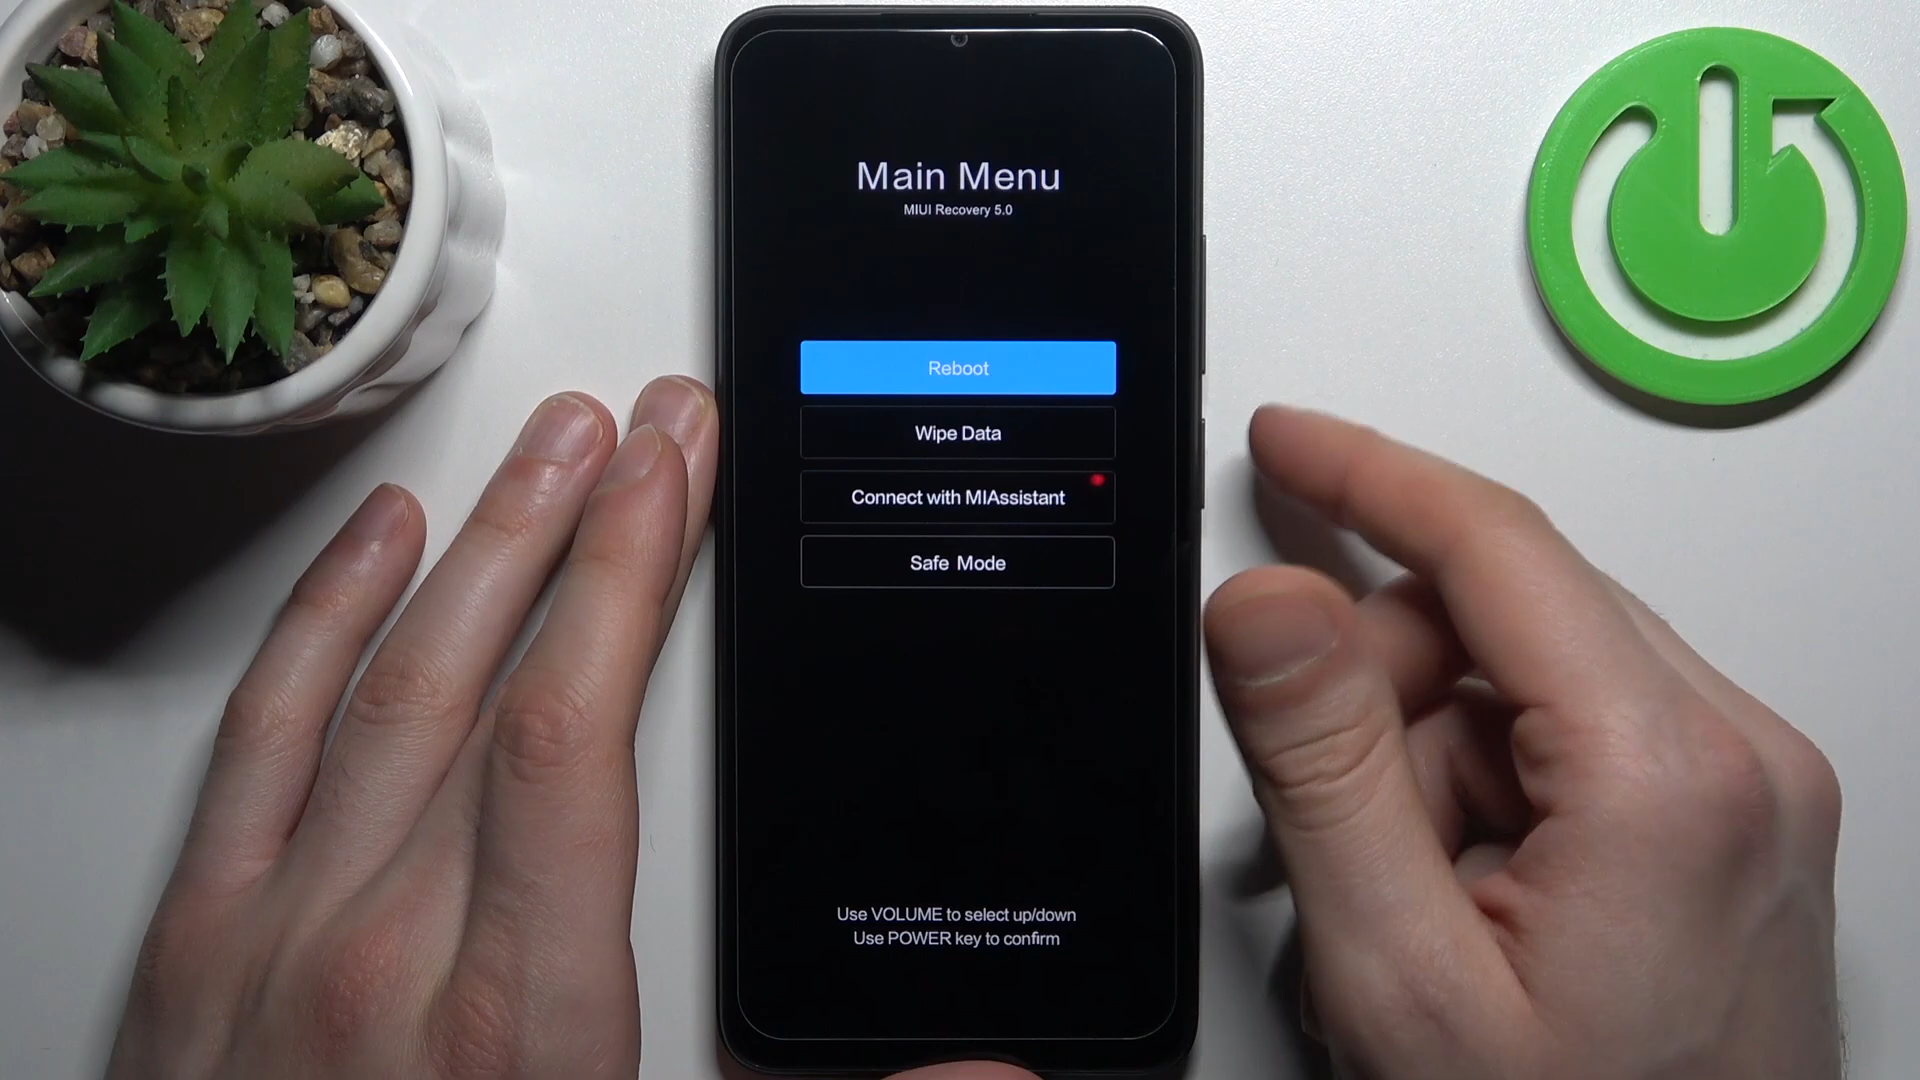 Main Menu
MIUI Recovery 5.0
Reboot
Wipe Data
Connect with MIAssistant
Safe Mode
Use VOLUME to select up/down
Use POWER key to confirm